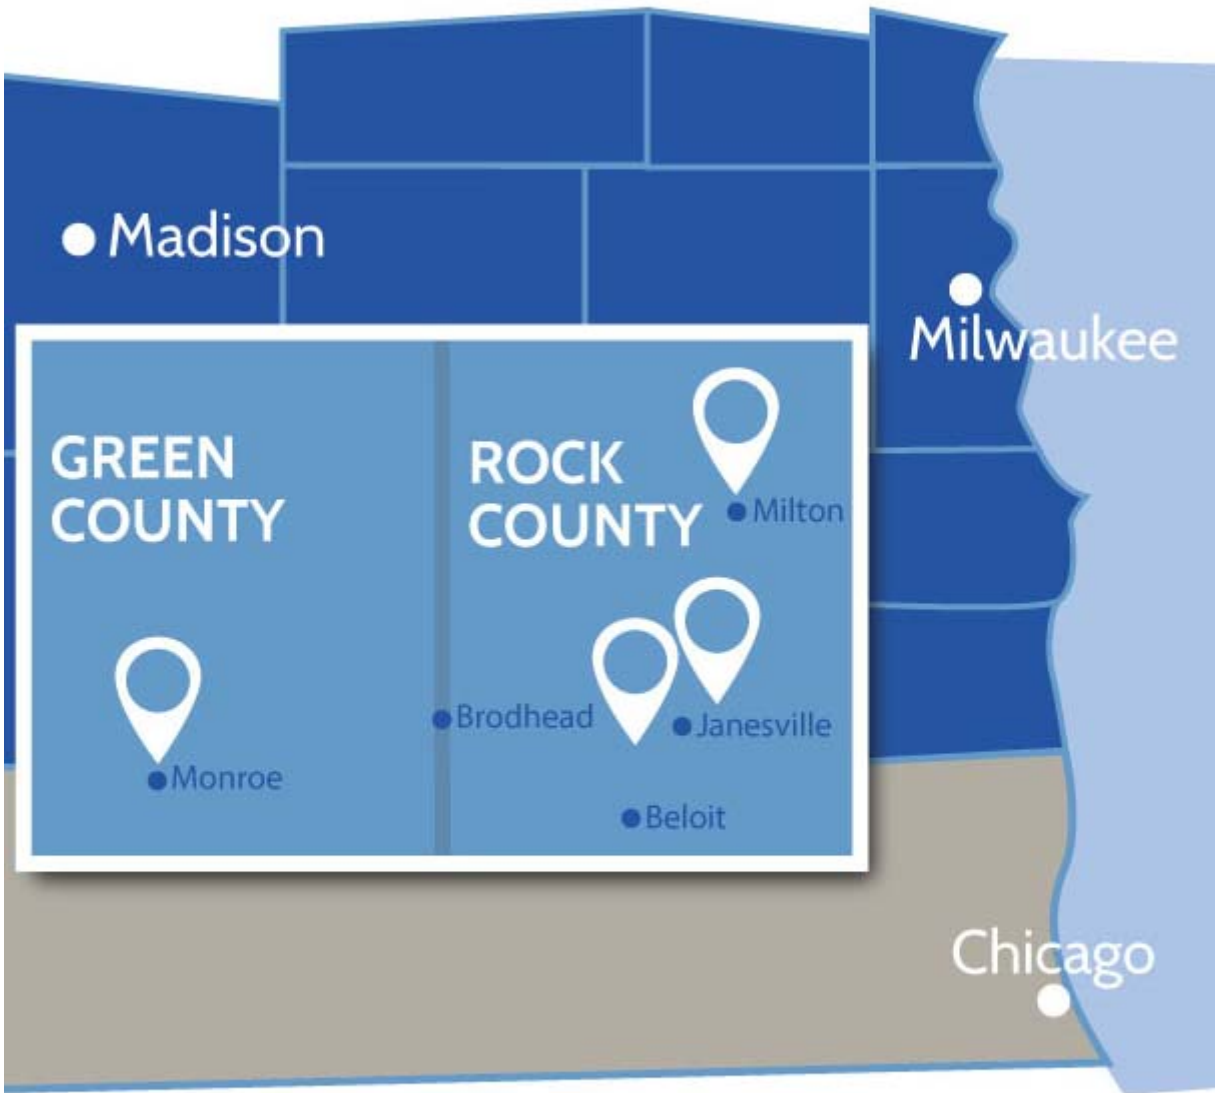 Madison
Milwaukee
GREEN
COUNTY
ROCK
COUNTY
Milton
Brodhead
Janesville
Monroe
Beloit
Chicago